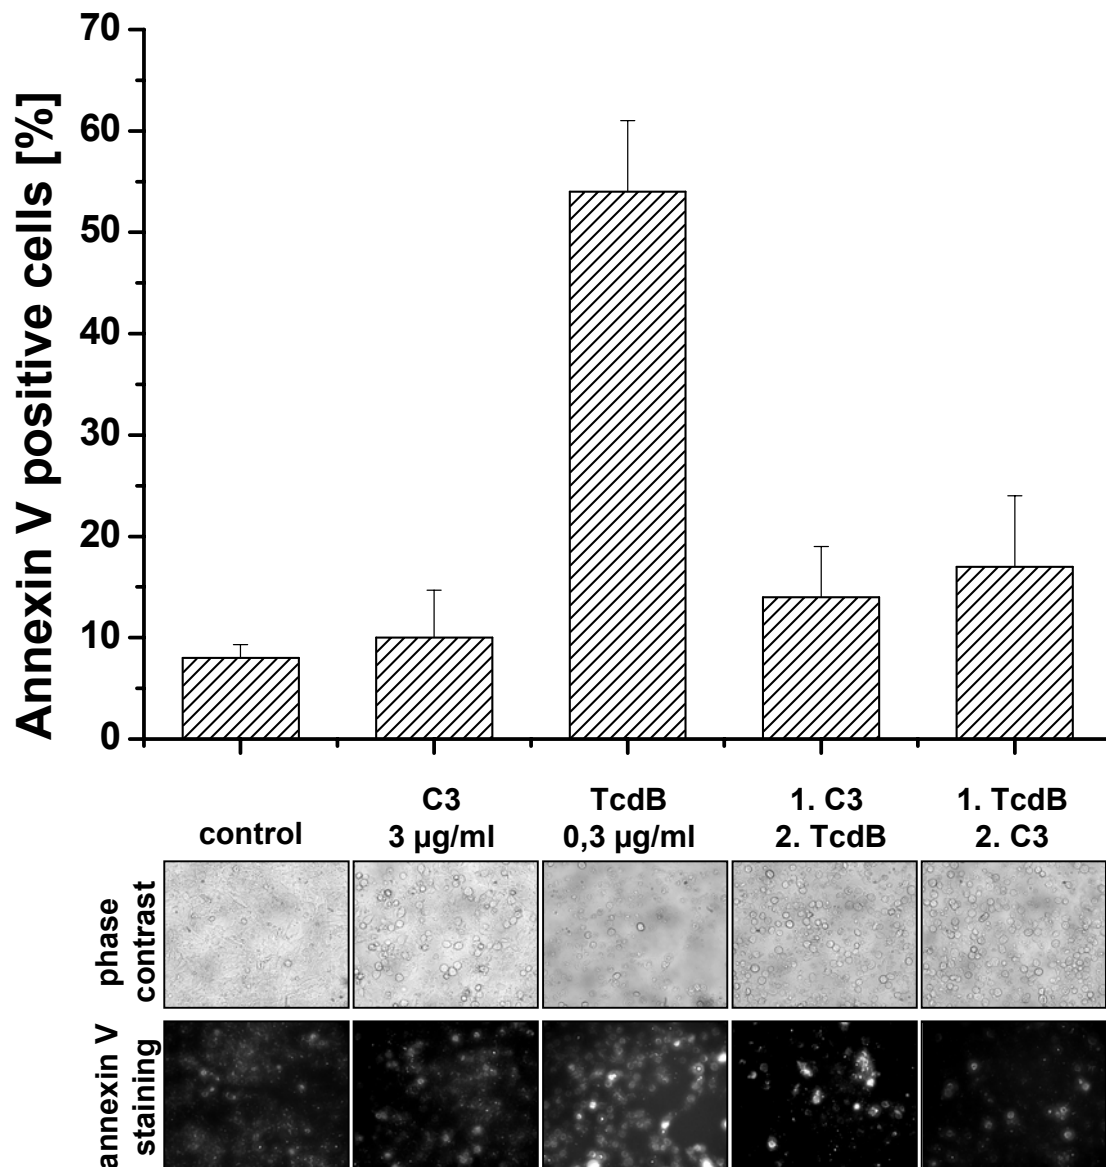 Annexin V positive cells [%]
70
60
50
40
30
20
10
0
control
C3
3 µg/ml
TcdB
0,3 µg/ml
1. C3
2. TcdB
1. TcdB
2. C3
phase
contrast
annexin V
staining